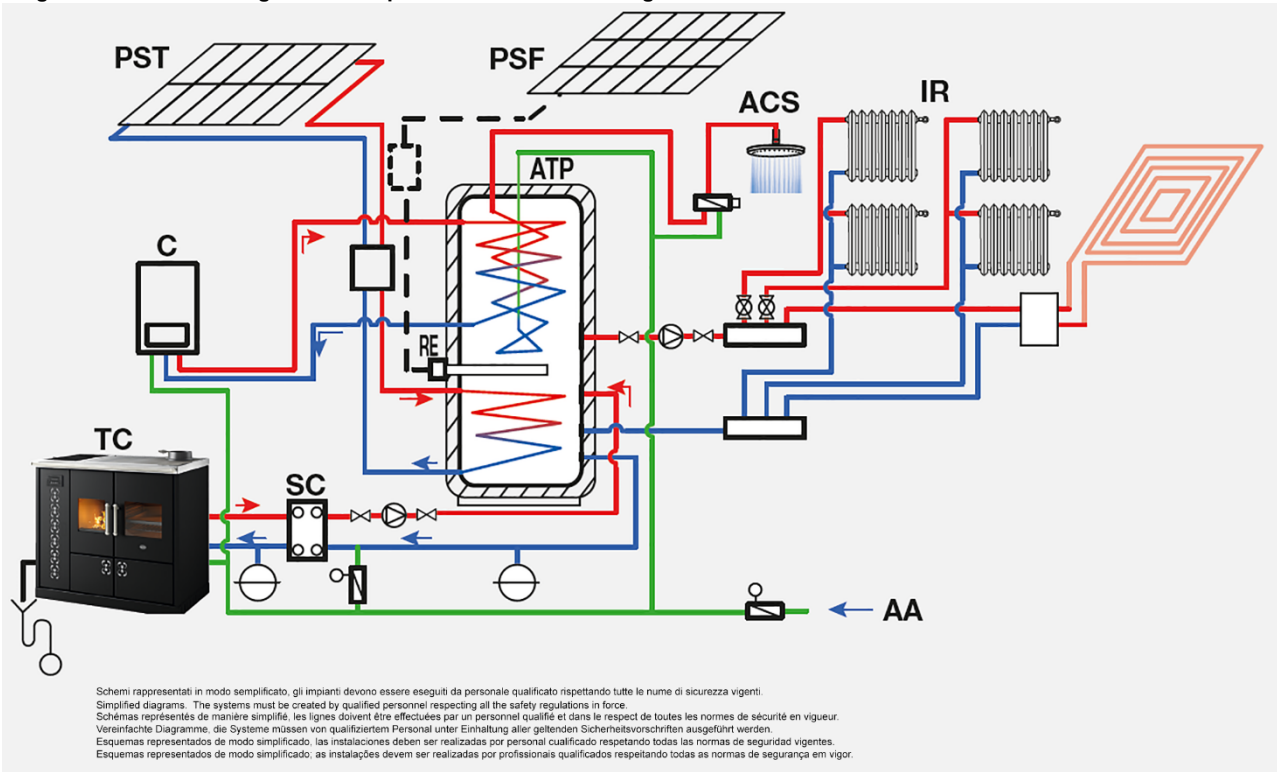 PST
PSF
ACS
IR
ATP
C
RE
TC
SC
AA
Schemi rappresentati in modo semplificato, gli impianti devono essere eseguiti da personale qualificato rispettando tutte le nume di sicurezza vigenti.
Simplified diagrams. The systems must be created by qualified personnel respecting all the safety regulations in force.
Schémas représentés de manière simplifié, les lignes doivent être effectuées par un personnel qualifié et dans le respect de toutes les normes de sécurité en vigueur.
Vereinfachte Diagramme, die Systeme müssen von qualifiziertem Personal unter Einhaltung aller geltenden Sicherheitsvorschriften ausgeführt werden.
Esquemas representados de modo simplificado, las instalaciones deben ser realizadas por personal cualificado respetando todas las normas de seguridad vigentes.
Esquemas representados de modo simplificado; as instalações devem ser realizadas por profissionais qualificados respeitando todas as normas de segurança em vigor.